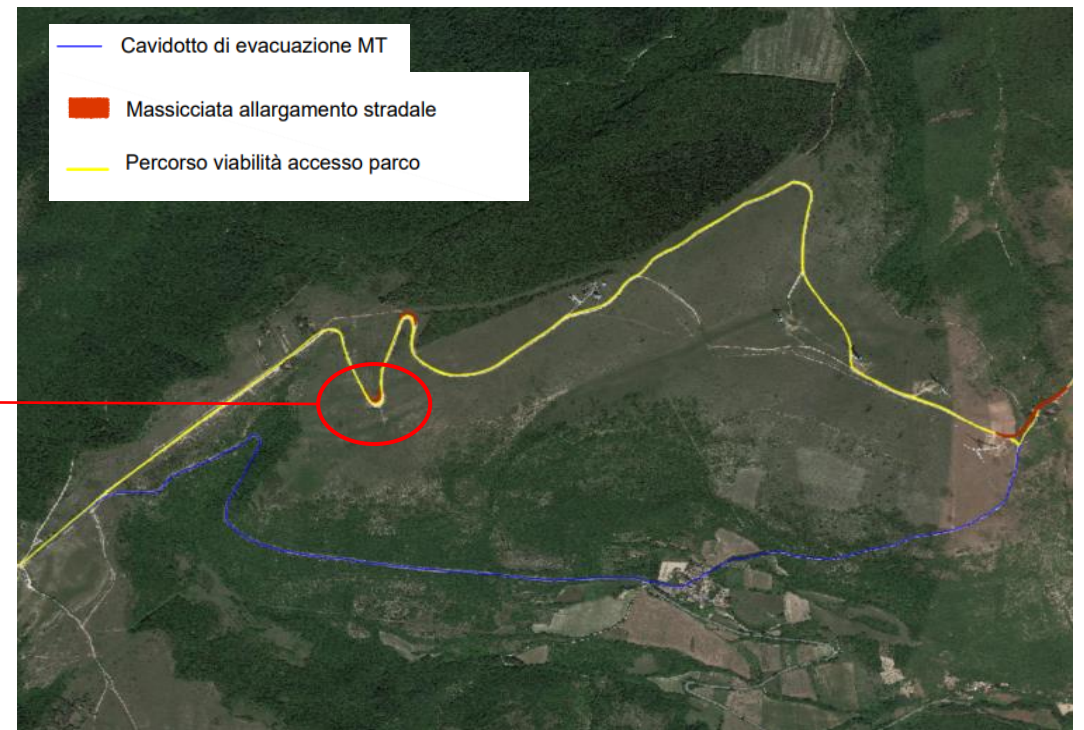 Cavidotto di evacuazione MT
Massicciata allargamento stradale
Percorso viabilità accesso parco